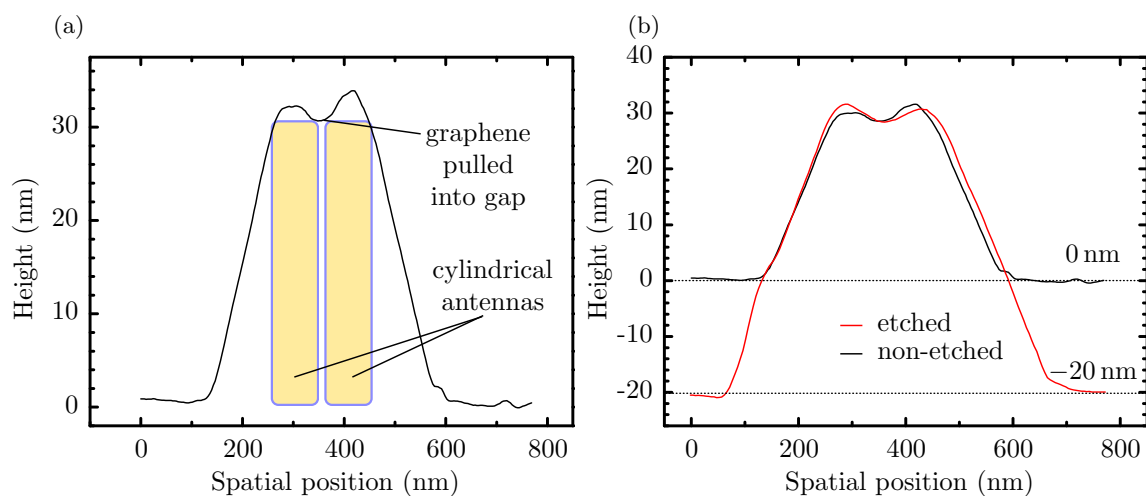 (a)
Height (nm)
30
20
10
0
graphene
pulled
into gap
cylindrical
antennas
0
200
400
600
Spatial position (nm)
(b)
Height (nm)
40
30
20
10
0
-10
-20
0 nm
etched
non-etched
−20 nm
0
200
400
600
800
Spatial position (nm)